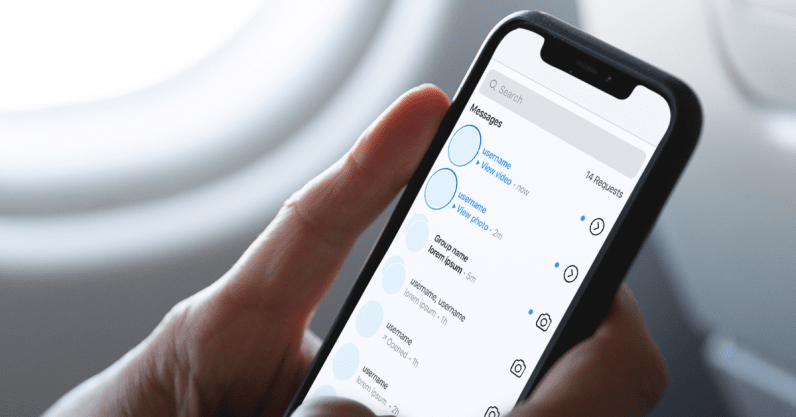 Search
Messages
14 Requests
username
View video · now
username
View photo · 2m
Group name
lorem ipsum · 5m
username, username
lorem ipsum · 1h
username
Opened · 1h
username
lorem ipsum · 2h